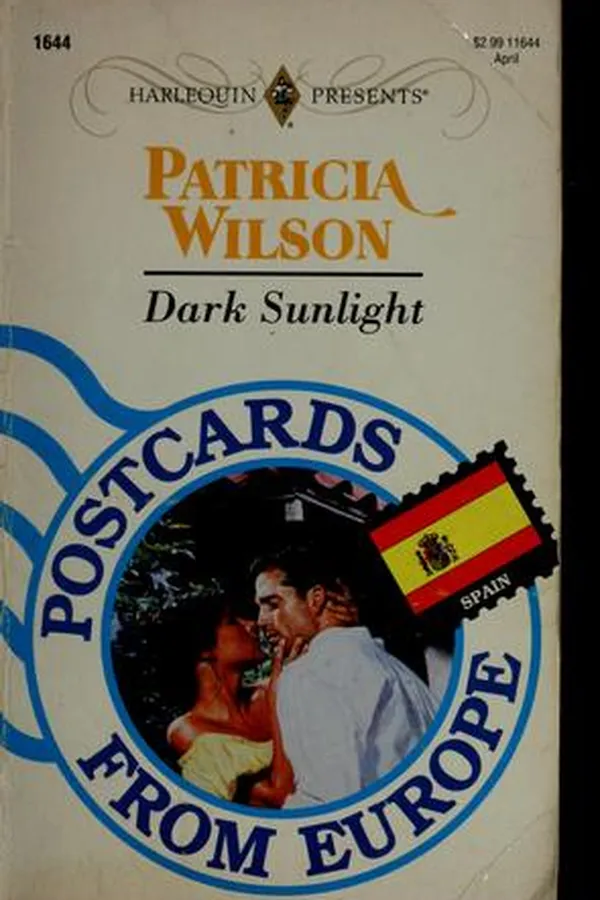 1644
$2.99 11644
April
HARLEQUIN PRESENTS®
PATRICIA
WILSON
Dark Sunlight
POSTCARDS
FROM EUROPE
SPAIN